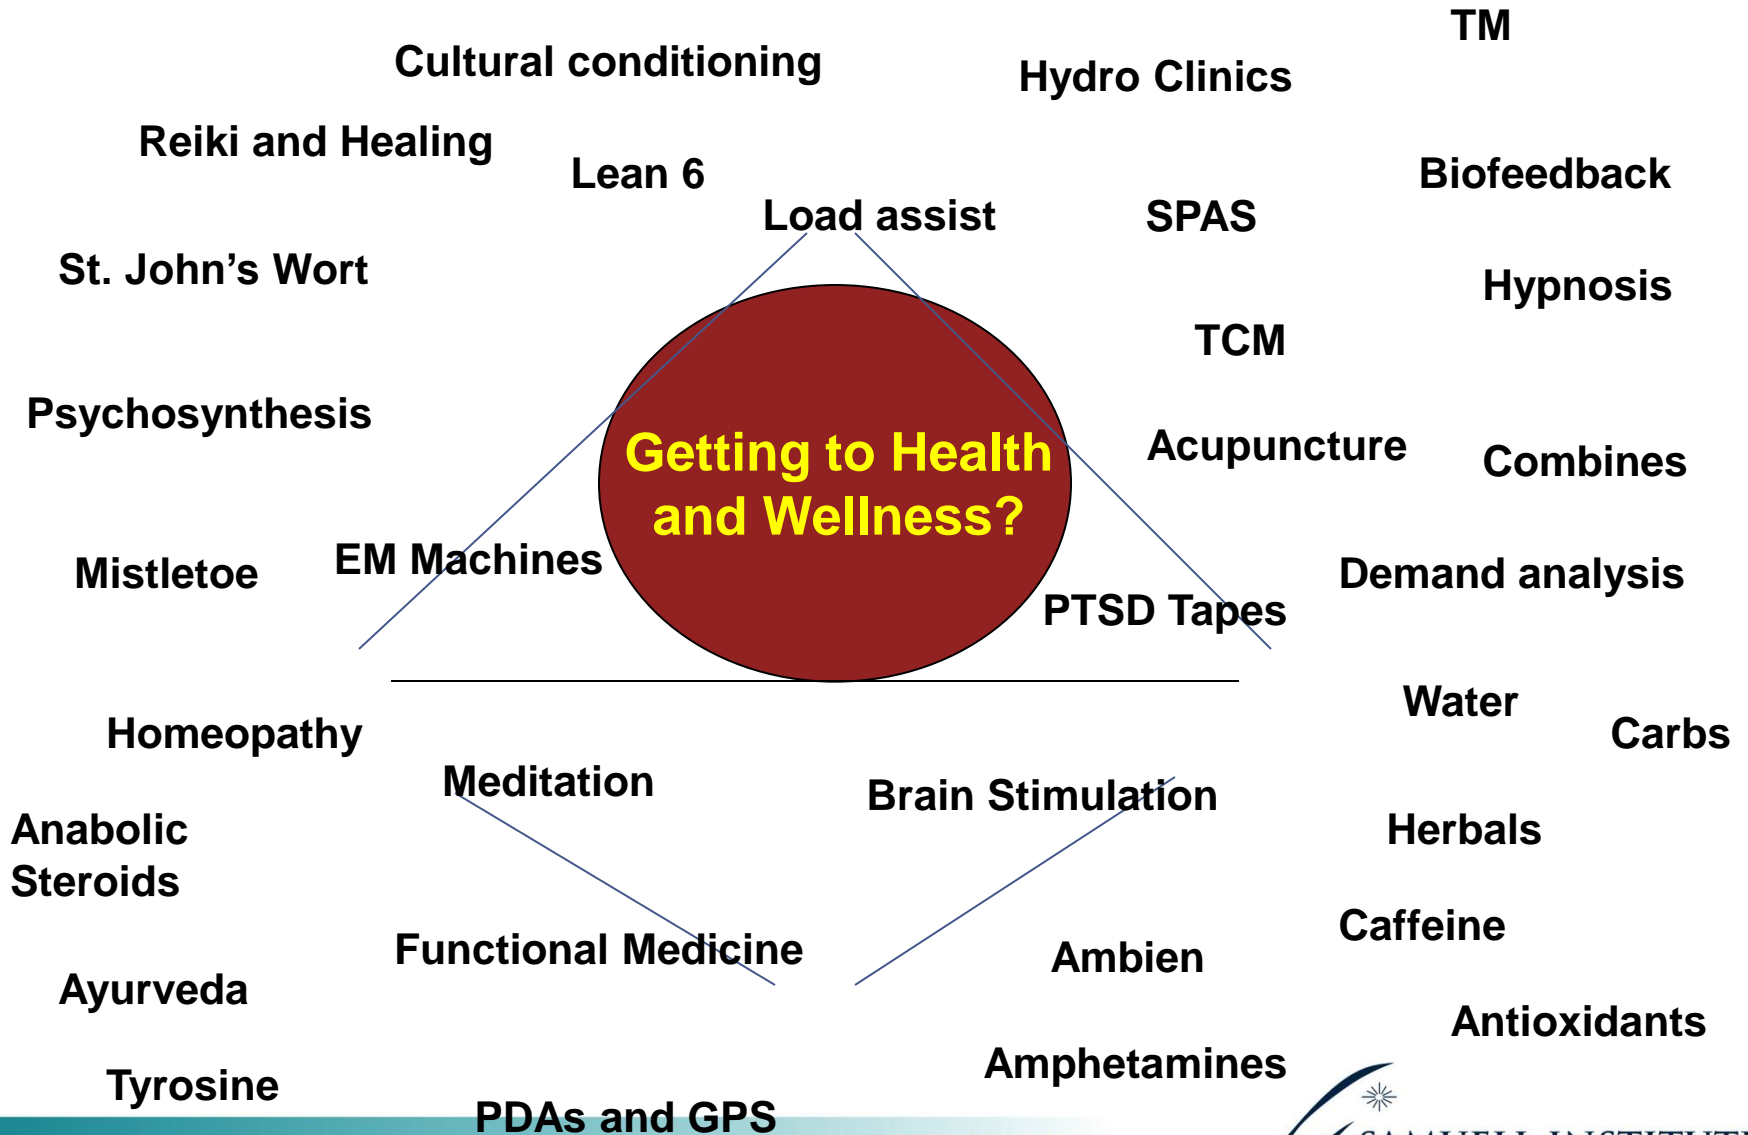 TM
Cultural conditioning
Hydro Clinics
Reiki and Healing
Lean 6
Biofeedback
Load assist
SPAS
St. John’s Wort
Hypnosis
TCM
Psychosynthesis
Getting to Health
and Wellness?
Acupuncture
Combines
EM Machines
Mistletoe
Demand analysis
PTSD Tapes
Water
Homeopathy
Carbs
Meditation
Brain Stimulation
Anabolic
Steroids
Herbals
Caffeine
Functional Medicine
Ambien
Ayurveda
Antioxidants
Amphetamines
Tyrosine
PDAs and GPS